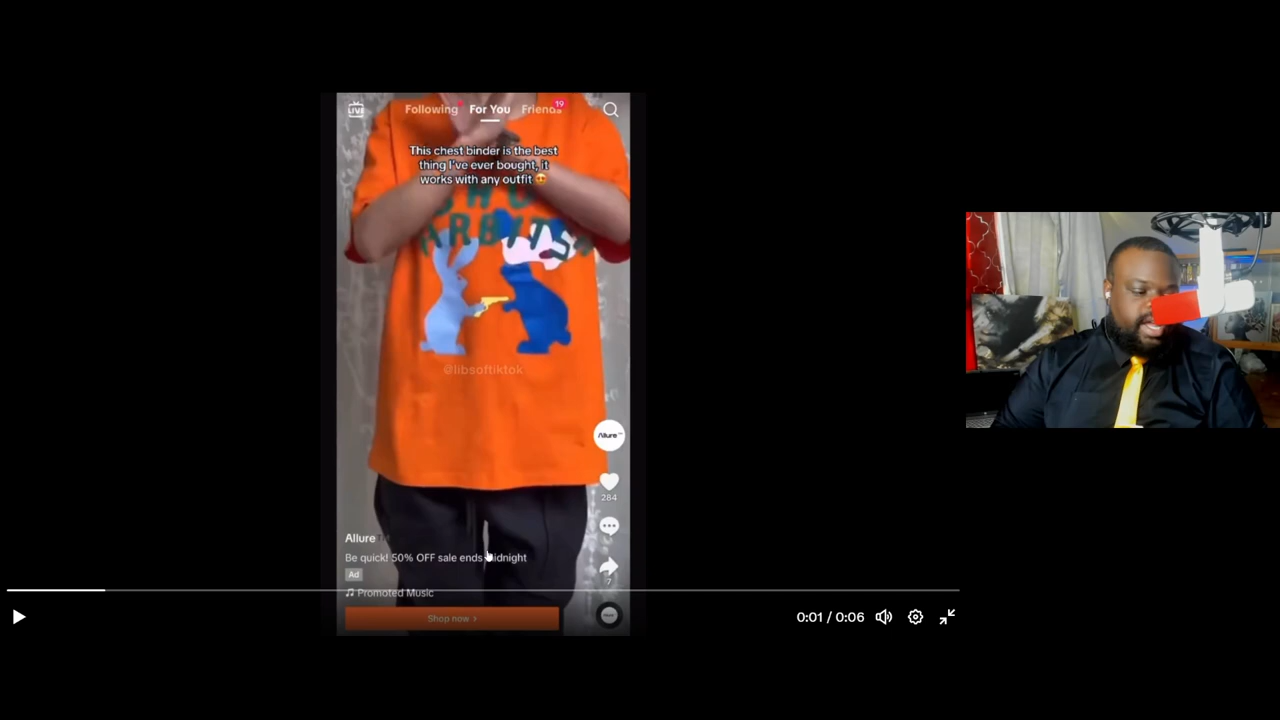 LIVE
Following
For You
Friends
19
This chest binder is the best
thing I've ever bought, it
works with any outfit 😍
@libsoftiktok
Allure
284
7
Allure
Be quick! 50% OFF sale ends midnight
Ad
Promoted Music
Shop now >
0:01 / 0:06